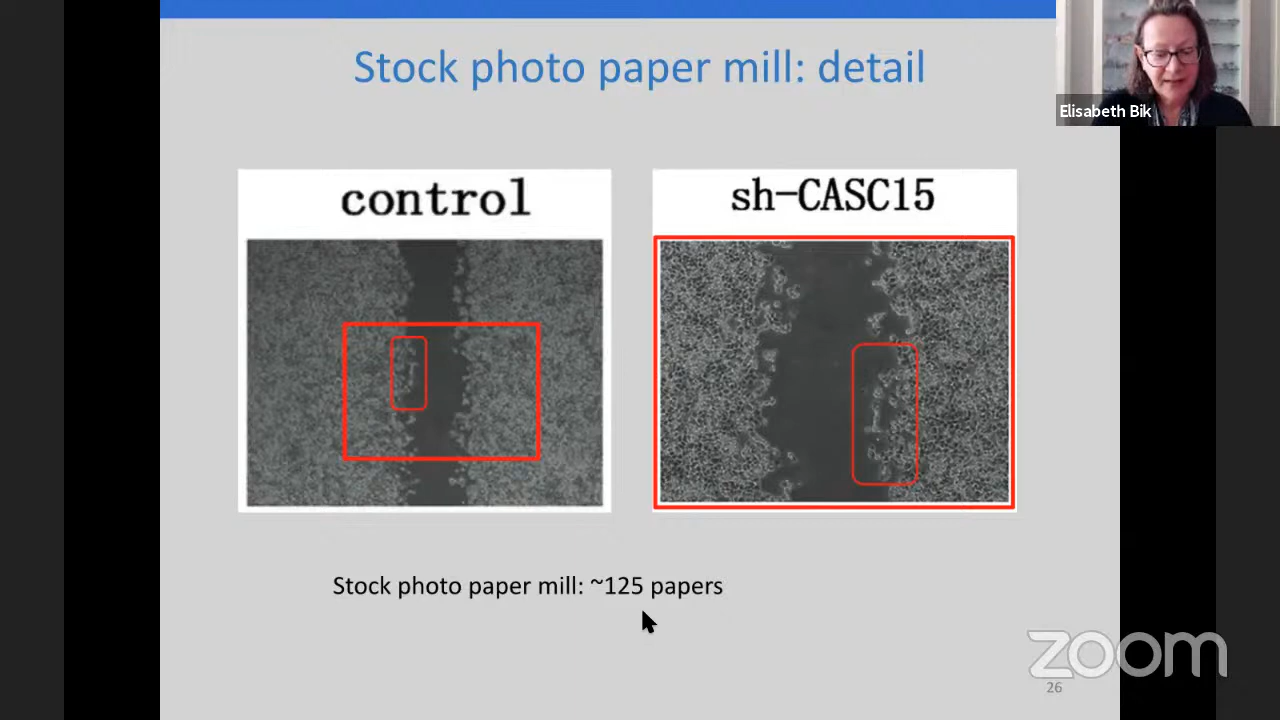 Stock photo paper mill: detail
Elisabeth Bik
control
sh-CASC15
Stock photo paper mill: ~125 papers
zoom
26